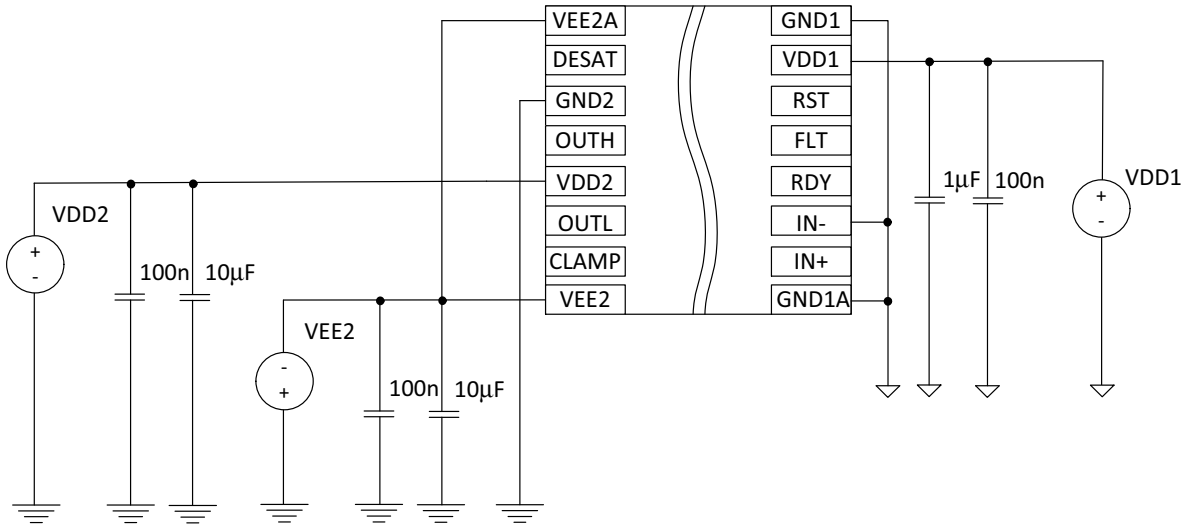 VEE2A
GND1
DESAT
VDD1
GND2
RST
OUTH
FLT
VDD2
RDY
OUTL
IN-
CLAMP
IN+
VEE2
GND1A
VDD2
+
-
100n
10μF
VEE2
-
+
100n
10μF
1μF
100n
VDD1
+
-